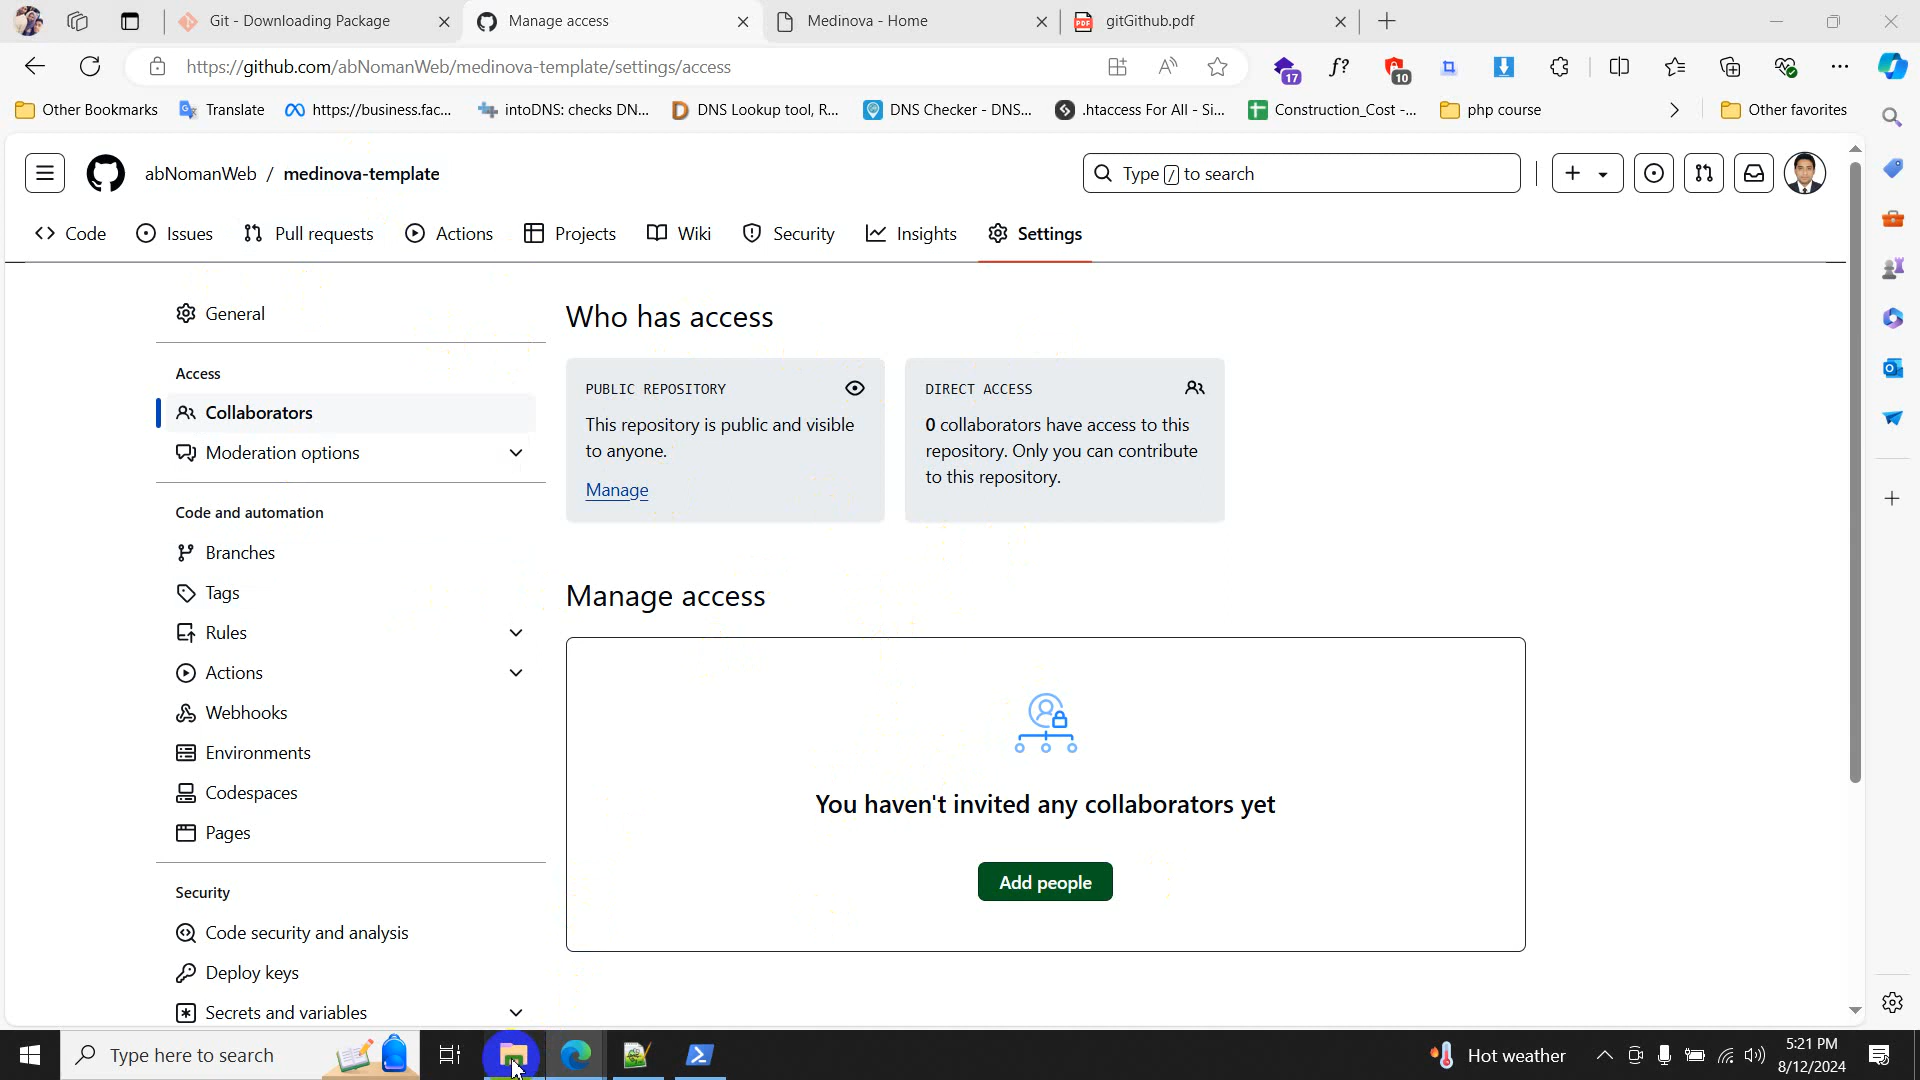 Git - Downloading Package
Manage access
Medinova - Home
PDF
gitGithub.pdf
https://github.com/abNomanWeb/medinova-template/settings/access
17
f?
10
Other Bookmarks
Translate
https://business.fac...
intoDNS: checks DN...
DNS Lookup tool, R...
DNS Checker - DNS...
.htaccess For All - Si...
Construction_Cost -...
php course
Other favorites
abNomanWeb / medinova-template
Type / to search
Code
Issues
Pull requests
Actions
Projects
Wiki
Security
Insights
Settings
General
Access
Collaborators
Moderation options
Code and automation
Branches
Tags
Rules
Actions
Webhooks
Environments
Codespaces
Pages
Security
Code security and analysis
Deploy keys
Secrets and variables
Who has access
PUBLIC REPOSITORY
This repository is public and visible
to anyone.
Manage
DIRECT ACCESS
0 collaborators have access to this
repository. Only you can contribute
to this repository.
Manage access
You haven't invited any collaborators yet
Add people
Type here to search
Hot weather
5:21 PM
8/12/2024